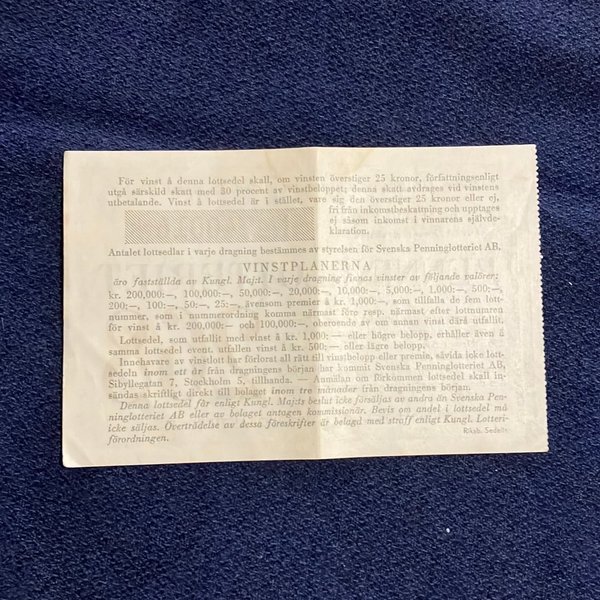 För vinst å denna lottsedel skall, om vinsten överstiger 25 kronor, författningsenligt
utgå särskild skatt med 30 procent av vinstbeloppet; denna skatt avdrages vid vinstens
utbetalande. Vinst å lottsedel är i stället, vare sig den överstiger 25 kronor eller ej,
fri från inkomstbeskattning och upptages
ej såsom inkomst i vinnarens självde-
klaration.
Antalet lottsedlar i varje dragning bestämmes av styrelsen för Svenska Penninglotteriet AB.
VINSTPLANERNA
äro fastställda av Kungl. Majt. I varje dragning finnas vinster av följande valörer:
kr. 200,000:—, 100,000:—, 50,000:—, 20,000:—, 10,000:—, 5,000:—, 1,000:—, 500:—,
200:—, 100:—, 50:—, 25:—, ävensom premier å kr. 1,000:—, som tillfalla de fem lott-
nummer, som i nummerordning komma närmast före resp. närmast efter lottnumren
för vinst å kr. 200,000:— och 100,000:—, oberoende av om annan vinst därå utfallit.
Lottsedel, som utfallit med vinst å kr. 1,000:— eller högre belopp, erhåller även å
samma lottsedel event. utfallen vinst å kr. 500:— eller lägre belopp.
Innehavare av vinstlott har förlorat all rätt till vinstbelopp eller premie, såvida icke lott-
sedeln inom ett år från dragningens början har kommit Svenska Penninglotteriet AB,
Sibyllegatan 7, Stockholm 5, tillhanda. — Anmälan om förkommen lottsedel skall in-
sändas skriftligt direkt till bolaget inom tre månader från dragningens början.
Denna lottsedel får enligt Kungl. Majts beslut icke försäljas av andra än Svenska Pen-
ninglotteriet AB eller av bolaget antagen kommissionär. Bevis om andel i lottsedel må
icke säljas. Överträdelse av dessa föreskrifter är belagd med straff enligt Kungl. Lotteri-
förordningen.
Riksb. Sedeltr.